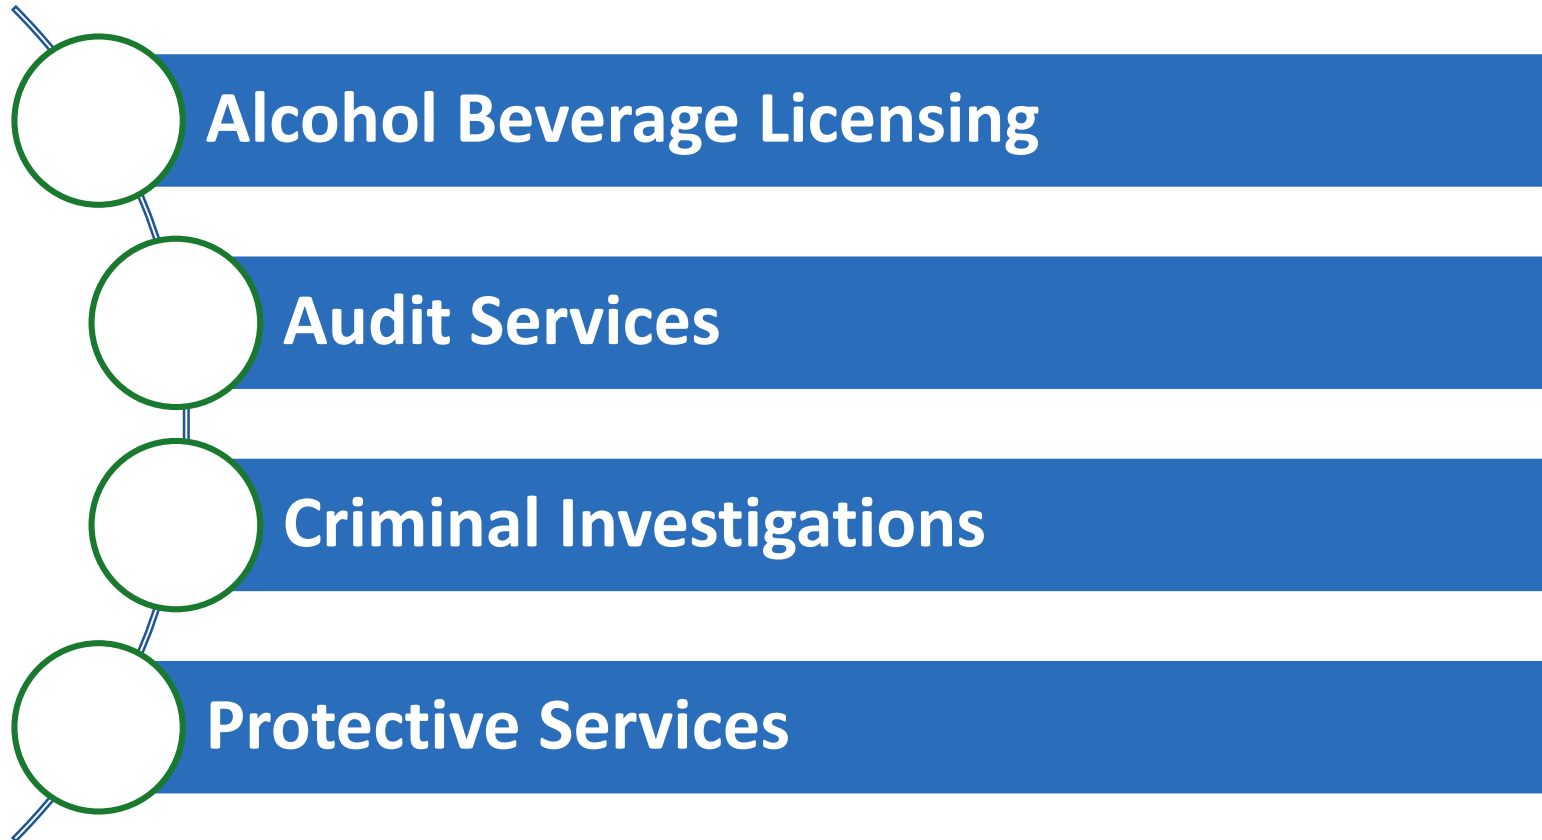 Alcohol Beverage Licensing
Audit Services
Criminal Investigations
Protective Services